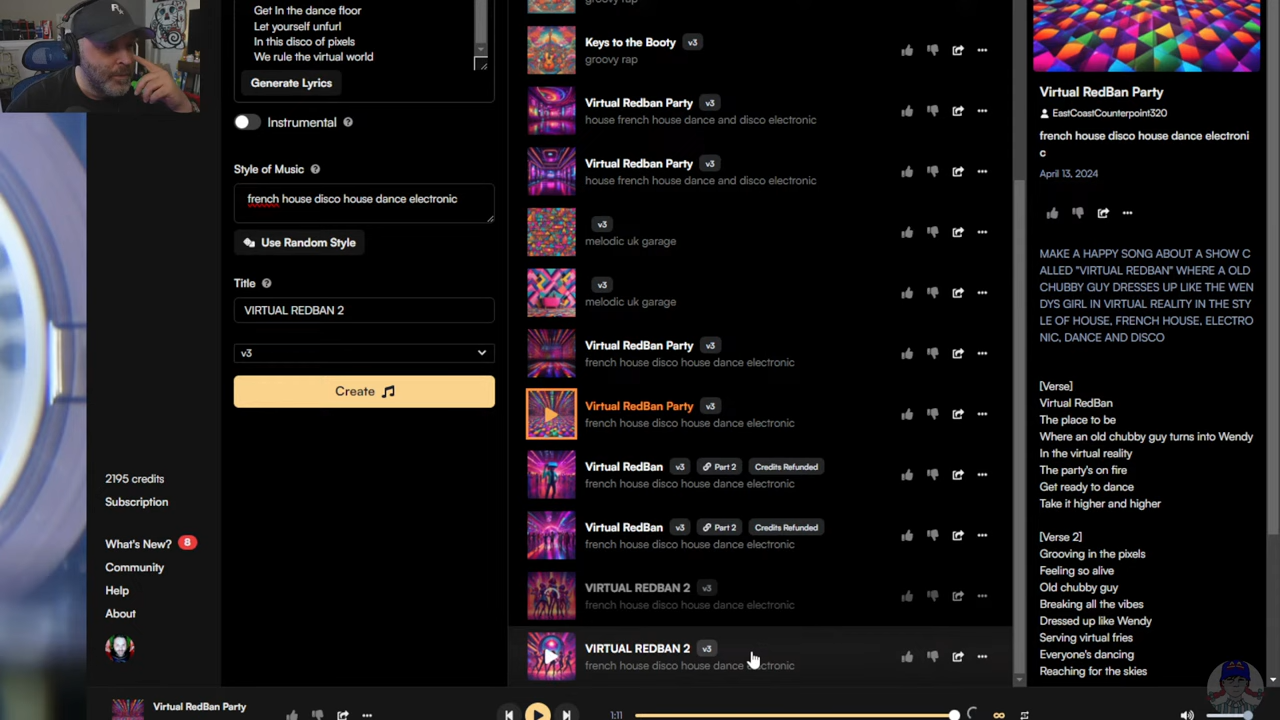 Get In the dance floor
Let yourself unfurl
In this disco of pixels
We rule the virtual world
Generate Lyrics
Instrumental
Style of Music
french house disco house dance electronic
Use Random Style
Title
VIRTUAL REDBAN 2
v3
Create
2195 credits
Subscription
What's New? 8
Community
Help
About
groovy rap
Keys to the Booty v3
groovy rap
Virtual RedBan Party v3
house french house dance and disco electronic
Virtual RedBan Party v3
house french house dance and disco electronic
v3
melodic uk garage
v3
melodic uk garage
Virtual RedBan Party v3
french house disco house dance electronic
Virtual RedBan Party v3
french house disco house dance electronic
Virtual RedBan v3 Part 2 Credits Refunded
french house disco house dance electronic
Virtual RedBan v3 Part 2 Credits Refunded
french house disco house dance electronic
VIRTUAL REDBAN 2 v3
french house disco house dance electronic
VIRTUAL REDBAN 2 v3
french house disco house dance electronic
Virtual RedBan Party
EastCoastCounterpoint320
french house disco house dance electroni
c
April 13, 2024
MAKE A HAPPY SONG ABOUT A SHOW C
ALLED "VIRTUAL REDBAN" WHERE A OLD
CHUBBY GUY DRESSES UP LIKE THE WEN
DYS GIRL IN VIRTUAL REALITY IN THE STY
LE OF HOUSE, FRENCH HOUSE, ELECTRO
NIC, DANCE AND DISCO
[Verse]
Virtual RedBan
The place to be
Where an old chubby guy turns into Wendy
In the virtual reality
The party's on fire
Get ready to dance
Take it higher and higher
[Verse 2]
Grooving in the pixels
Feeling so alive
Old chubby guy
Breaking all the vibes
Dressed up like Wendy
Serving virtual fries
Everyone's dancing
Reaching for the skies
Virtual RedBan Party
1:11